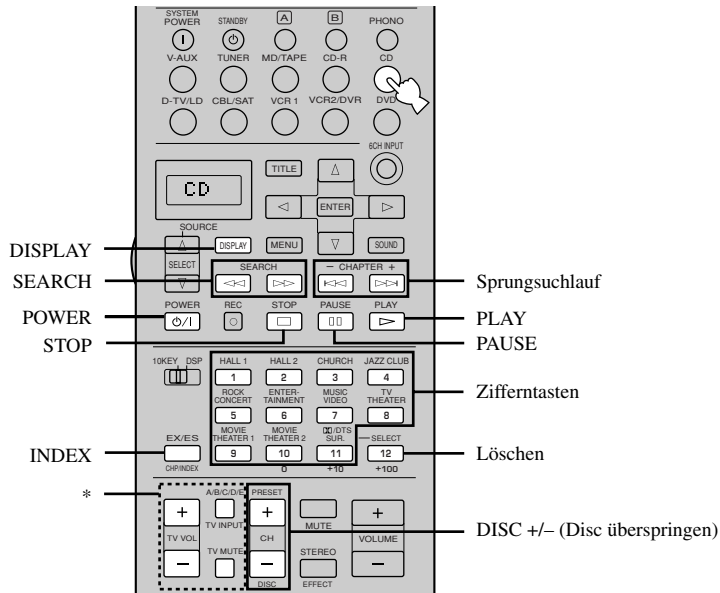 SYSTEM POWER STANDBY A B PHONO
V-AUX TUNER MD/TAPE CD-R CD
D-TV/LD CBL/SAT VCR 1 VCR2/DVR DVD
6CH INPUT
TITLE
CD
ENTER
SOURCE
DISPLAY DISPLAY MENU SOUND
SELECT
SEARCH SEARCH – CHAPTER + Sprungsuchlauf
POWER POWER REC STOP PAUSE PLAY PLAY
STOP PAUSE
10KEY DSP HALL 1 HALL 2 CHURCH JAZZ CLUB
1 2 3 4
ROCK CONCERT ENTER-TAINMENT MUSIC VIDEO TV THEATER Zifferntasten
5 6 7 8
MOVIE THEATER 1 MOVIE THEATER 2 /DTS SUR. SELECT
INDEX EX/ES 9 10 11 12 Löschen
CHP/INDEX 0 +10 +100
* A/B/C/D/E PRESET
+ + +
TV VOL TV INPUT CH MUTE VOLUME DISC +/– (Disc überspringen)
TV MUTE STEREO
– – –
DISC EFFECT